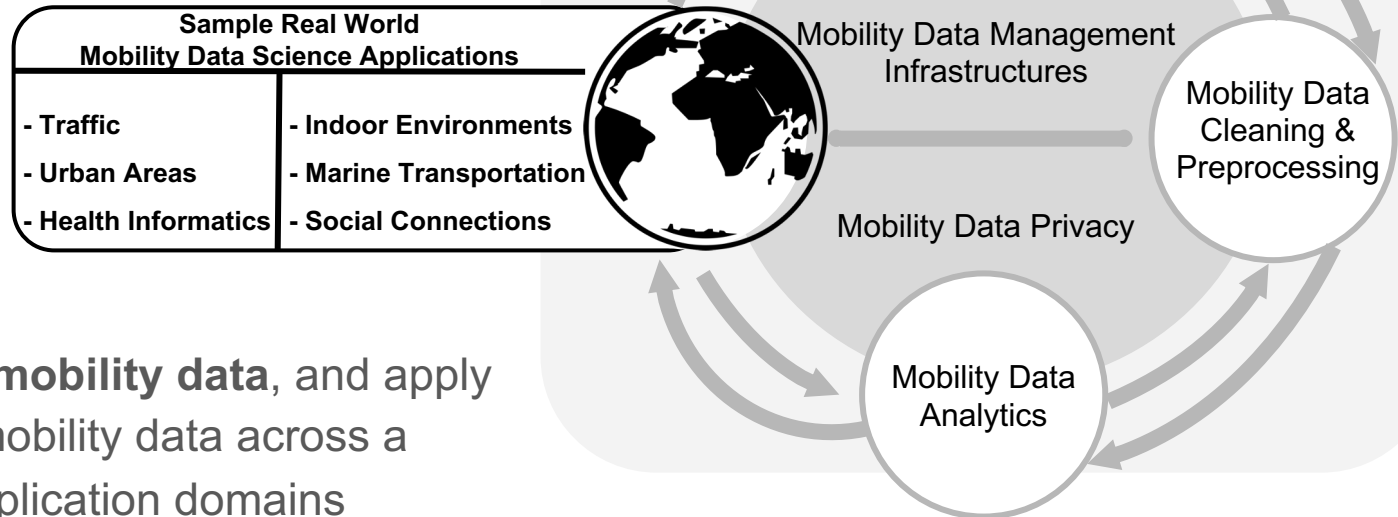 Sample Real World
Mobility Data Science Applications
- Traffic
- Urban Areas
- Health Informatics
- Indoor Environments
- Marine Transportation
- Social Connections
Mobility Data Management
Infrastructures
Mobility Data Privacy
Mobility Data
Cleaning &
Preprocessing
Mobility Data
Analytics
mobility data, and apply
mobility data across a
plication domains